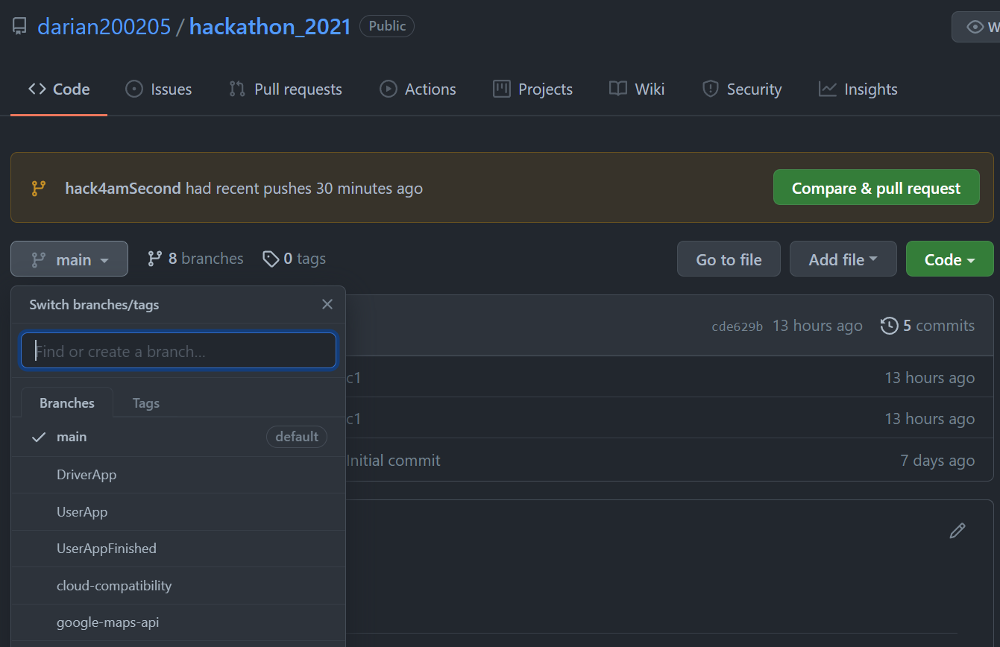 darian200205 / hackathon_2021 Public
W
Code Issues Pull requests Actions Projects Wiki Security Insights
hack4amSecond had recent pushes 30 minutes ago Compare & pull request
main 8 branches 0 tags Go to file Add file Code
Switch branches/tags
cde629b 13 hours ago 5 commits
Find or create a branch...
c1 13 hours ago
Branches Tags
c1 13 hours ago
main default
Initial commit 7 days ago
DriverApp
UserApp
UserAppFinished
cloud-compatibility
google-maps-api